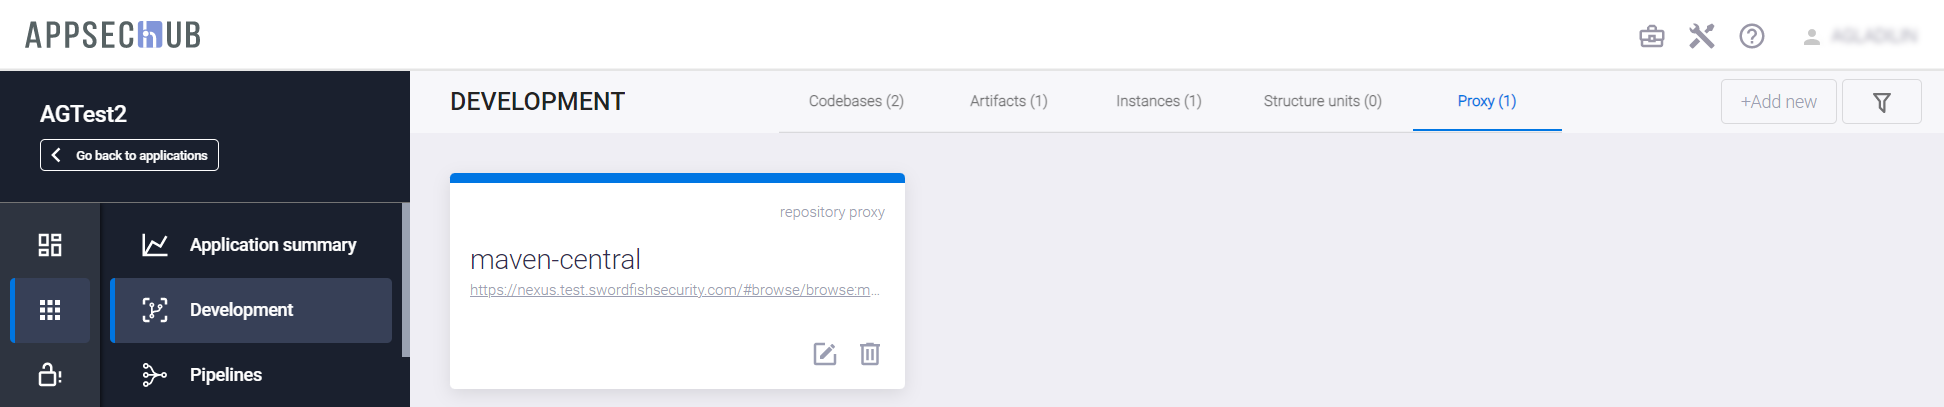 APPSECHUB
AGTest2
Go back to applications
Application summary
Development
Pipelines
DEVELOPMENT
Codebases (2)
Artifacts (1)
Instances (1)
Structure units (0)
Proxy (1)
+Add new
repository proxy
maven-central
https://nexus.test.swordfishsecurity.com/#browse/browse:m...